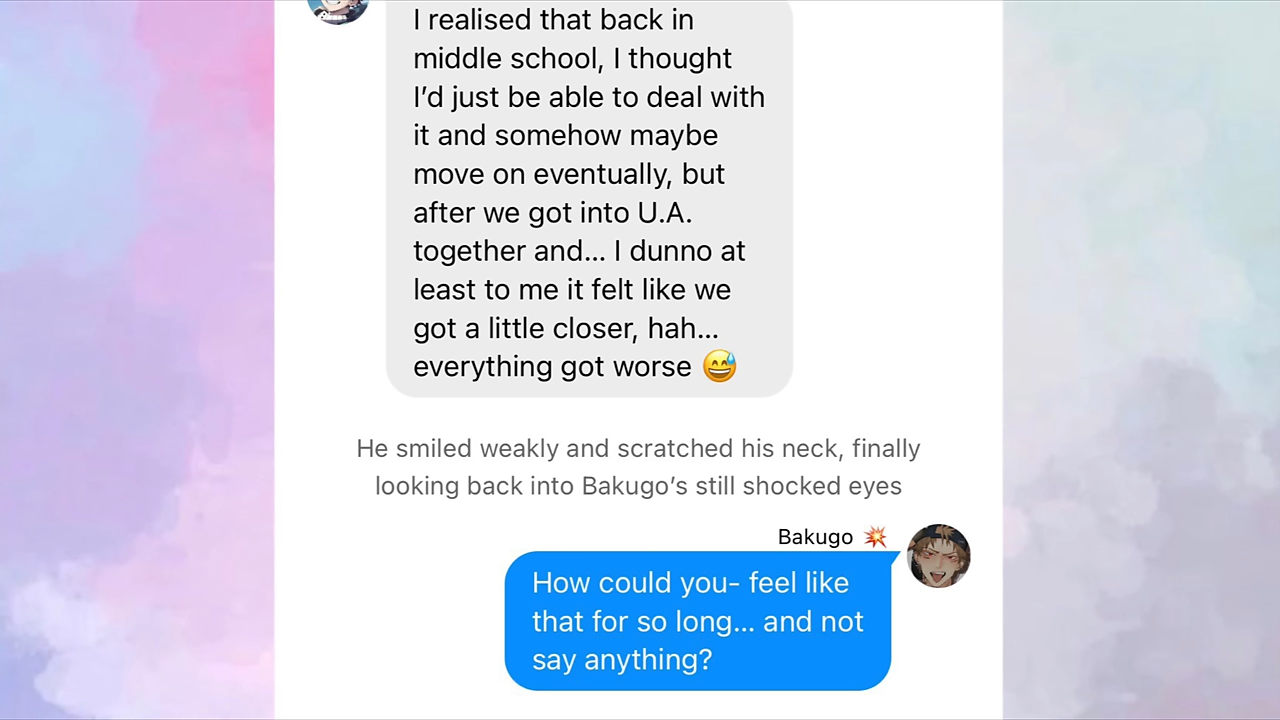 I realised that back in
middle school, I thought
I’d just be able to deal with
it and somehow maybe
move on eventually, but
after we got into U.A.
together and... I dunno at
least to me it felt like we
got a little closer, hah...
everything got worse 😅
He smiled weakly and scratched his neck, finally
looking back into Bakugo’s still shocked eyes
Bakugo 💥
How could you- feel like
that for so long... and not
say anything?